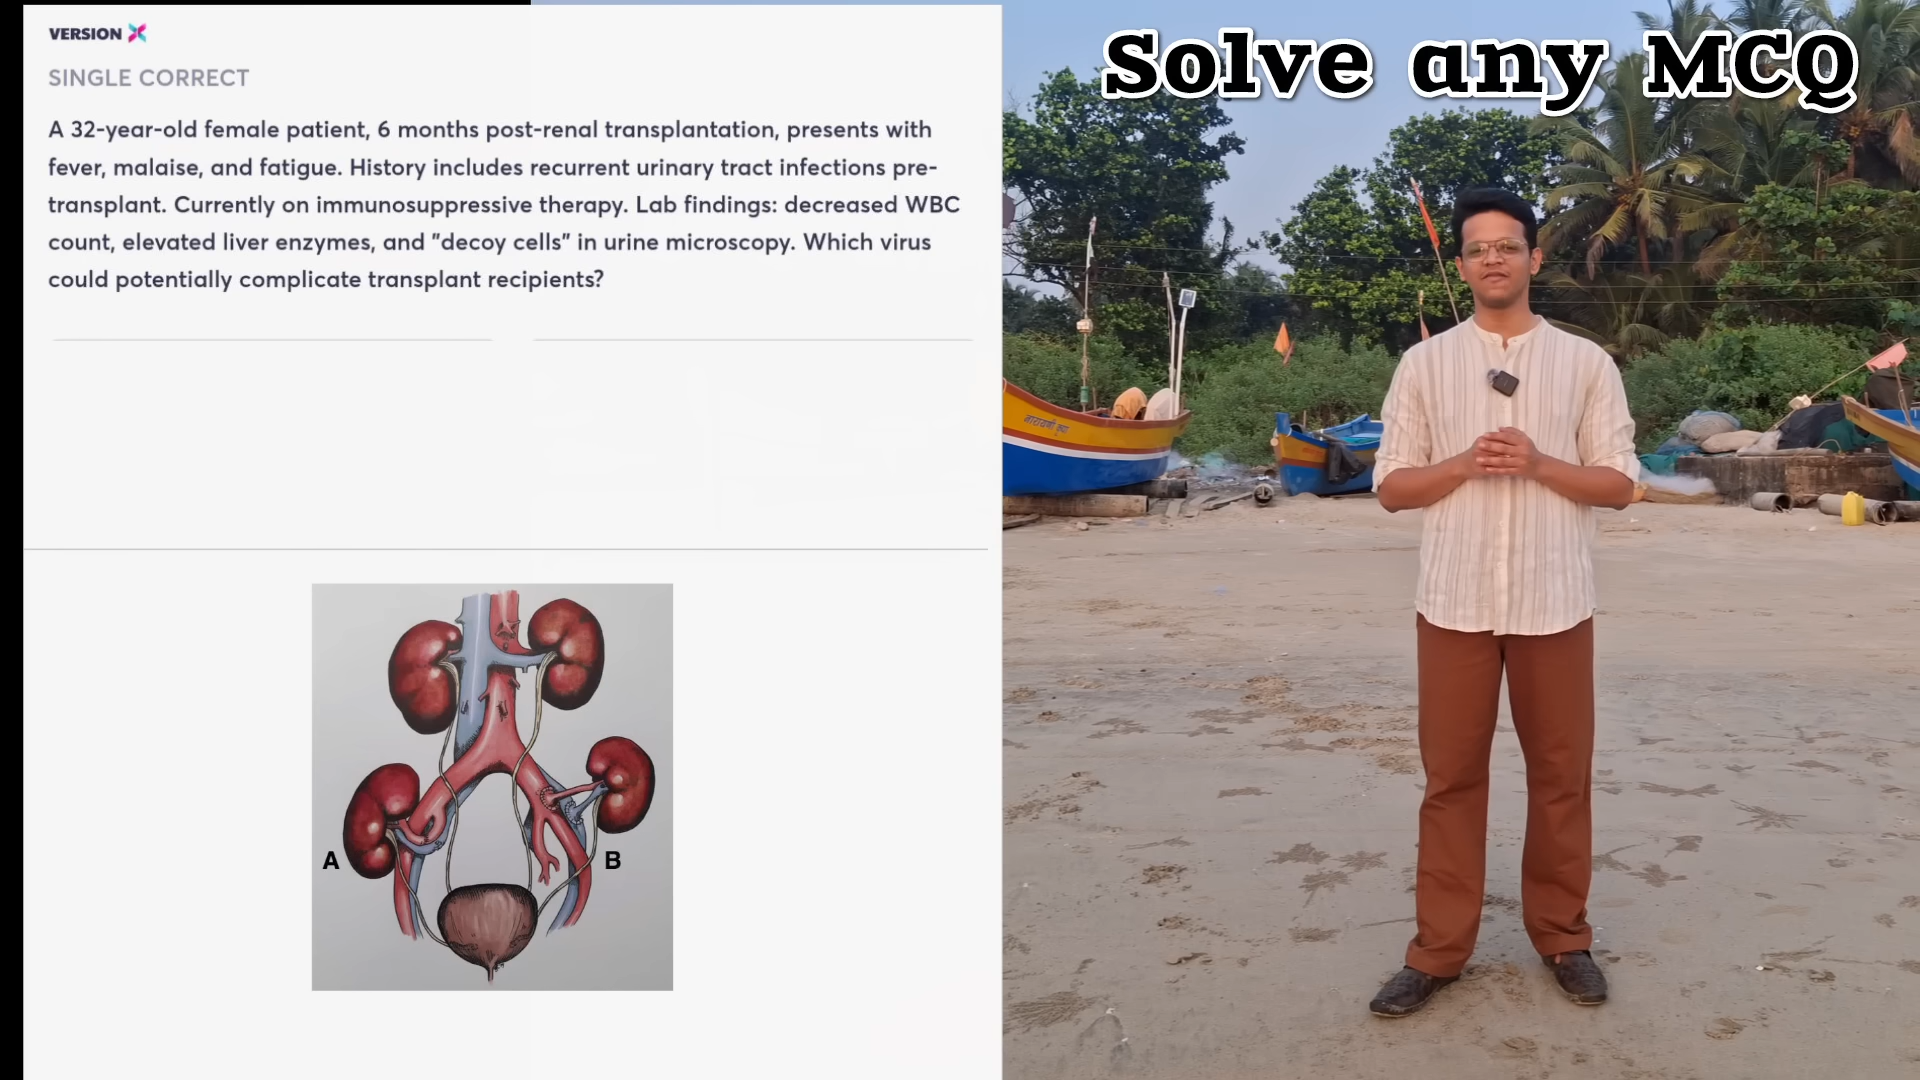 VERSION X
SINGLE CORRECT
A 32-year-old female patient, 6 months post-renal transplantation, presents with
fever, malaise, and fatigue. History includes recurrent urinary tract infections pre-
transplant. Currently on immunosuppressive therapy. Lab findings: decreased WBC
count, elevated liver enzymes, and "decoy cells" in urine microscopy. Which virus
could potentially complicate transplant recipients?
A
B
Solve any MCQ